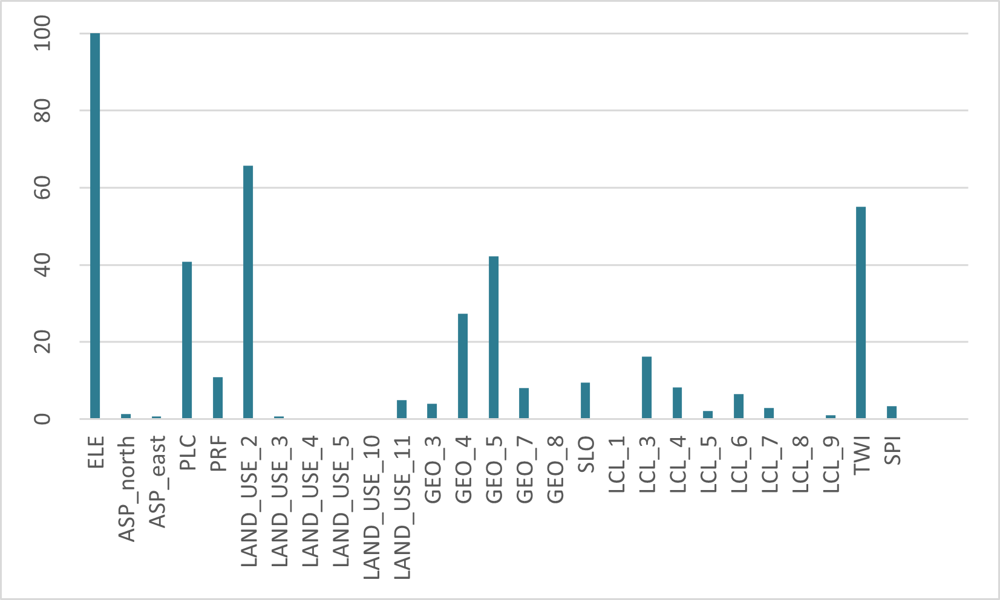 100
80
60
40
20
0
ELE
ASP_north
ASP_east
PLC
PRF
LAND_USE_2
LAND_USE_3
LAND_USE_4
LAND_USE_5
LAND_USE_10
LAND_USE_11
GEO_3
GEO_4
GEO_5
GEO_7
GEO_8
SLO
LCL_1
LCL_3
LCL_4
LCL_5
LCL_6
LCL_7
LCL_8
LCL_9
TWI
SPI